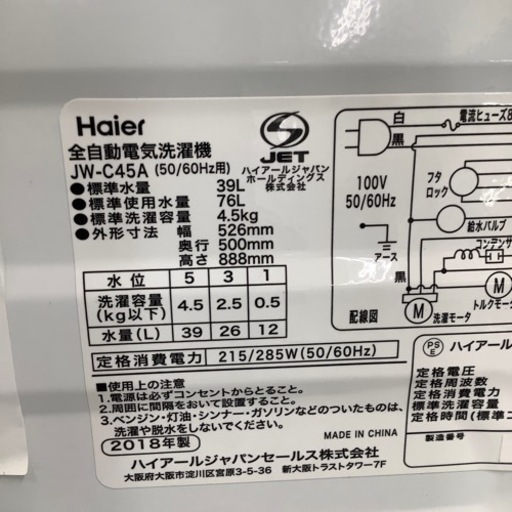 Haier
全自動電気洗濯機
JW-C45A (50/60Hz用)
JET
ハイアールジャパン
ホールディングス
株式会社
●標準水量 39L
●標準使用水量 76L
●標準洗濯容量 4.5kg
●外形寸法 幅 526mm
奥行 500mm
高さ 888mm
水位 5 3 1
洗濯容量(kg以下) 4.5 2.5 0.5
水量(L) 39 26 12
定格消費電力 215/285W(50/60Hz)
■使用上の注意
1.電源は必ずコンセントからとること。
2.周囲に間隔をおいて設置すること。
3.ベンジン・灯油・シンナー・ガソリンなどのついたものは、
洗濯や脱水をしないでください。
2018年製
MADE IN CHINA
ハイアールジャパンセールス株式会社
大阪府大阪市淀川区宮原3-5-36 新大阪トラストタワー7F
白
黒
電流ヒューズ8
100V
50/60Hz
アース
フタ
ロック
給水バルブ
コンデンサ
黒
M
M
洗濯モータ
トルクモータ
配線図
PS
E
ハイアール
定格電圧
定格周波数
定格消費電力
標準洗濯容量
定格時間(標準コ
製造番号